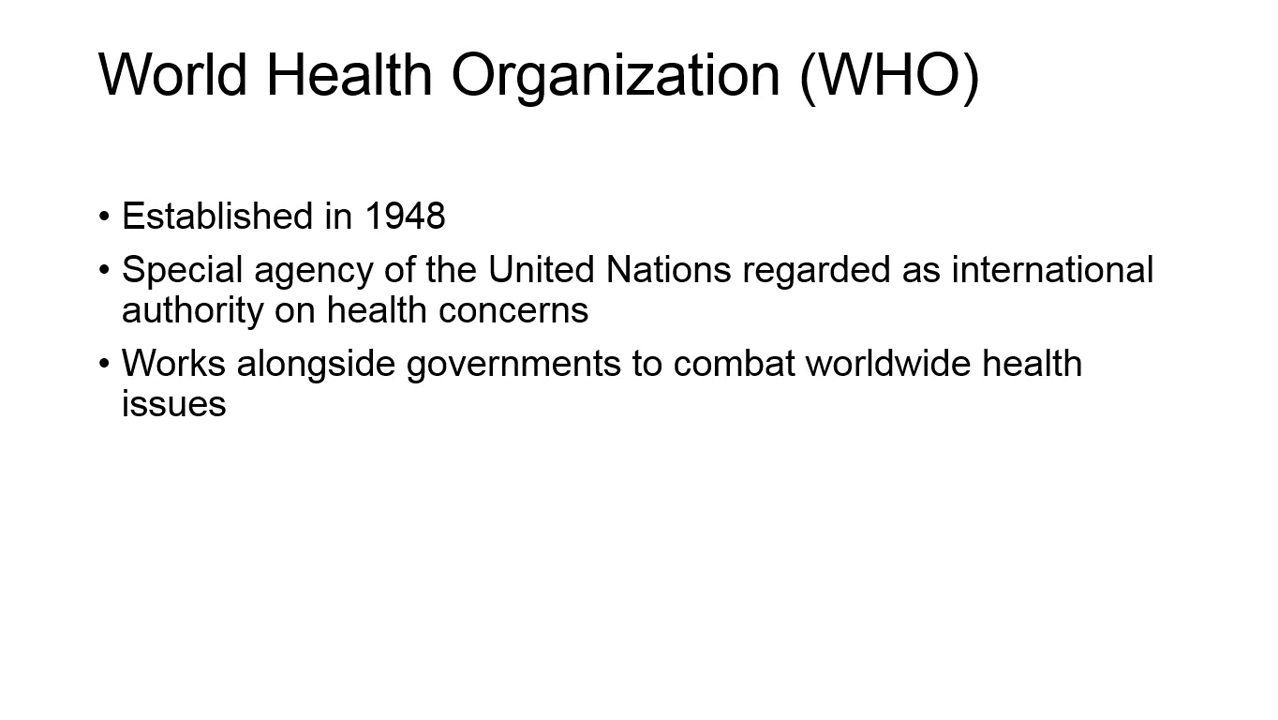 World Health Organization (WHO)
• Established in 1948
• Special agency of the United Nations regarded as international
authority on health concerns
• Works alongside governments to combat worldwide health
issues